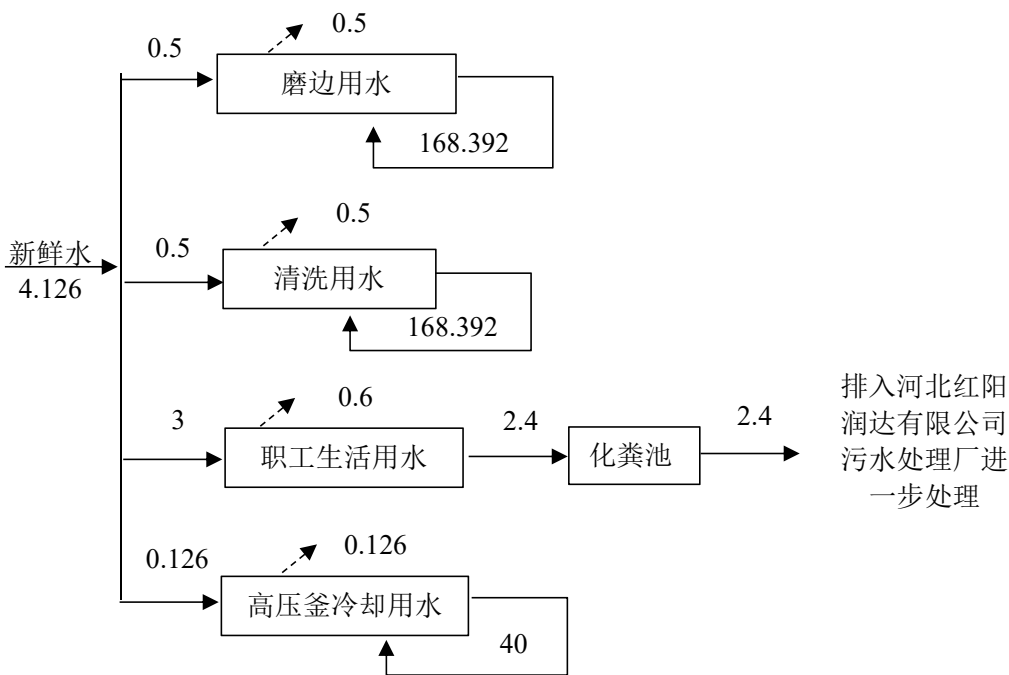 0.5
0.5
磨边用水
168.392
新鲜水
4.126
0.5
0.5
清洗用水
168.392
3
0.6
职工生活用水
2.4
化粪池
2.4
排入河北红阳
润达有限公司
污水处理厂进
一步处理
0.126
0.126
高压釜冷却用水
40